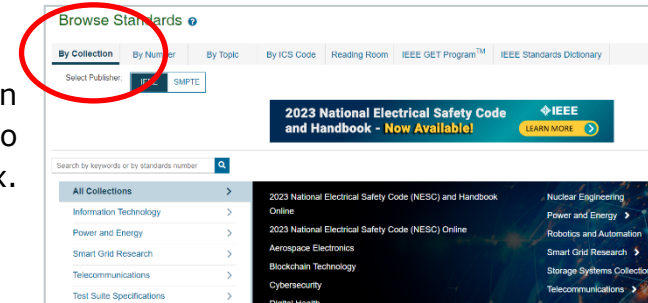 Browse Standards ?
By Collection By Number By Topic By ICS Code Reading Room IEEE GET Program™ IEEE Standards Dictionary
Select Publisher: IEEE SMPTE
n
o
x.
2023 National Electrical Safety Code
and Handbook - Now Available!
IEEE
LEARN MORE
Search by keywords or by standards number
All Collections
Information Technology
Power and Energy
Smart Grid Research
Telecommunications
Test Suite Specifications
2023 National Electrical Safety Code (NESC) and Handbook
Online
2023 National Electrical Safety Code (NESC) Online
Aerospace Electronics
Blockchain Technology
Cybersecurity
Digital Health
Nuclear Engineering
Power and Energy
Robotics and Automation
Smart Grid Research
Storage Systems Collection
Telecommunications